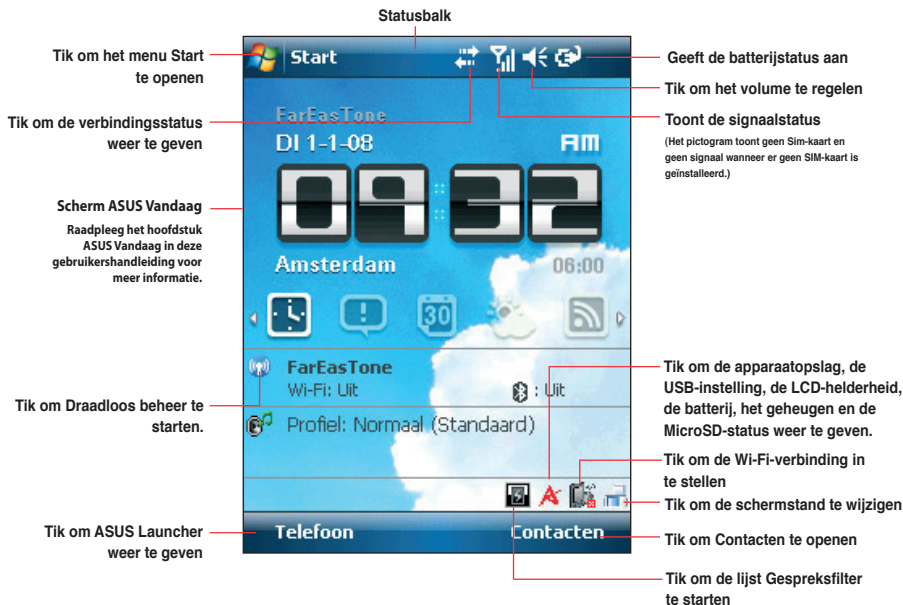 Statusbalk
Tik om het menu Start
te openen
Tik om de verbindingsstatus
weer te geven
Scherm ASUS Vandaag
Raadpleeg het hoofdstuk
ASUS Vandaag in deze
gebruikershandleiding voor
meer informatie.
Tik om Draadloos beheer te
starten.
Tik om ASUS Launcher
weer te geven
Start
FarEasTone
DI 1-1-08
AM
09:32
Amsterdam
06:00
30
FarEasTone
Wi-Fi: Uit
: Uit
Profiel: Normaal (Standaard)
Telefoon
Contacten
Geeft de batterijstatus aan
Tik om het volume te regelen
Toont de signaalstatus
(Het pictogram toont geen Sim-kaart en
geen signaal wanneer er geen SIM-kaart is
geïnstalleerd.)
Tik om de apparaatopslag, de
USB-instelling, de LCD-helderheid,
de batterij, het geheugen en de
MicroSD-status weer te geven.
Tik om de Wi-Fi-verbinding in
te stellen
Tik om de schermstand te wijzigen
Tik om Contacten te openen
Tik om de lijst Gespreksfilter
te starten